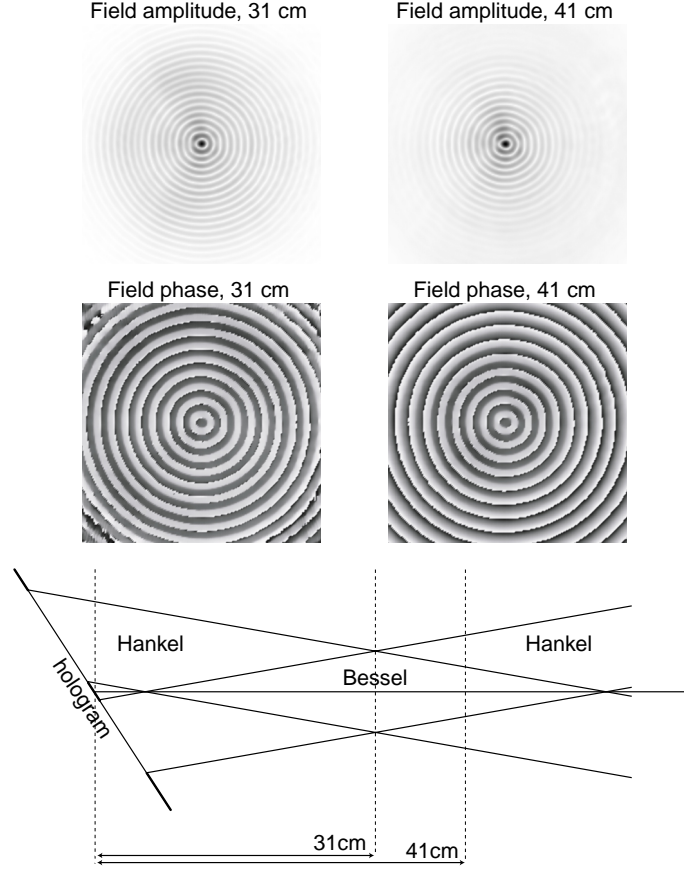 Field amplitude, 31 cm
Field amplitude, 41 cm
Field phase, 31 cm
Field phase, 41 cm
Hankel
Hankel
Bessel
hologram
31cm
41cm